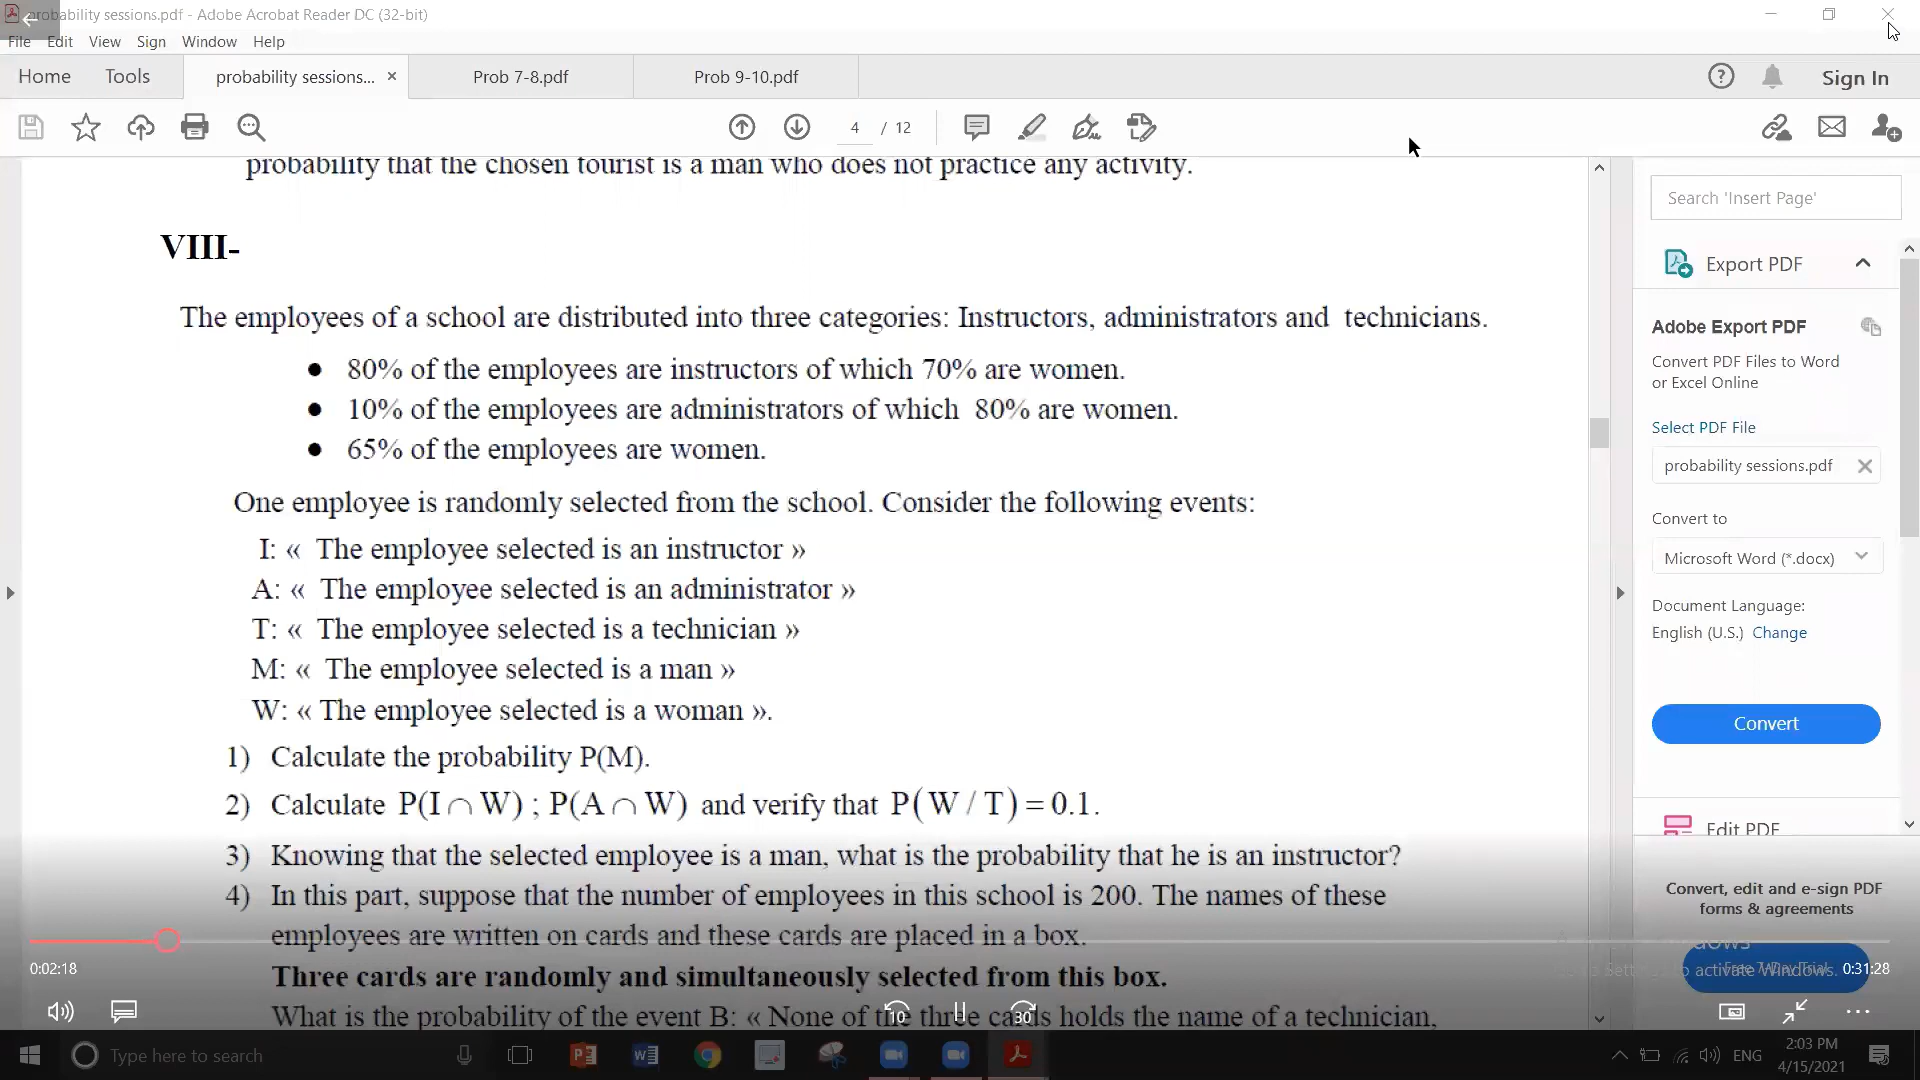 probability sessions.pdf - Adobe Acrobat Reader DC (32-bit)
File Edit View Sign Window Help
Home Tools probability sessions... × Prob 7-8.pdf Prob 9-10.pdf Sign In
4 / 12
probability that the chosen tourist is a man who does not practice any activity.
VIII-
The employees of a school are distributed into three categories: Instructors, administrators and technicians.
● 80% of the employees are instructors of which 70% are women.
● 10% of the employees are administrators of which 80% are women.
● 65% of the employees are women.
One employee is randomly selected from the school. Consider the following events:
I: « The employee selected is an instructor »
A: « The employee selected is an administrator »
T: « The employee selected is a technician »
M: « The employee selected is a man »
W: « The employee selected is a woman ».
1) Calculate the probability P(M).
2) Calculate P(I ∩ W) ; P(A ∩ W) and verify that P(W / T) = 0.1.
3) Knowing that the selected employee is a man, what is the probability that he is an instructor?
4) In this part, suppose that the number of employees in this school is 200. The names of these
employees are written on cards and these cards are placed in a box.
Three cards are randomly and simultaneously selected from this box.
What is the probability of the event B: « None of the three cards holds the name of a technician,
Search 'Insert Page'
Export PDF
Adobe Export PDF
Convert PDF Files to Word
or Excel Online
Select PDF File
probability sessions.pdf
Convert to
Microsoft Word (*.docx)
Document Language:
English (U.S.) Change
Convert
Edit PDF
Convert, edit and e-sign PDF
forms & agreements
Free 7-Day Trial
to activate Windows.
0:02:18
0:31:28
10
30
Type here to search
ENG
2:03 PM
4/15/2021